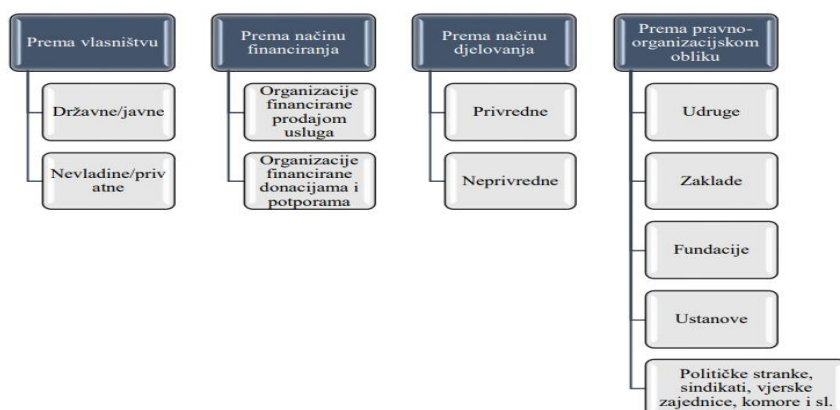 Prema vlasništvu
Državne/javne
Nevladine/priv
atne
Prema načinu
financiranja
Organizacije
financirane
prodajom
usluga
Organizacije
financirane
donacijama i
potporama
Prema načinu
djelovanja
Privredne
Neprivredne
Prema pravno-
organizacijskom
obliku
Udruge
Zaklade
Fundacije
Ustanove
Političke stranke,
sindikati, vjerske
zajednice, komore i sl.